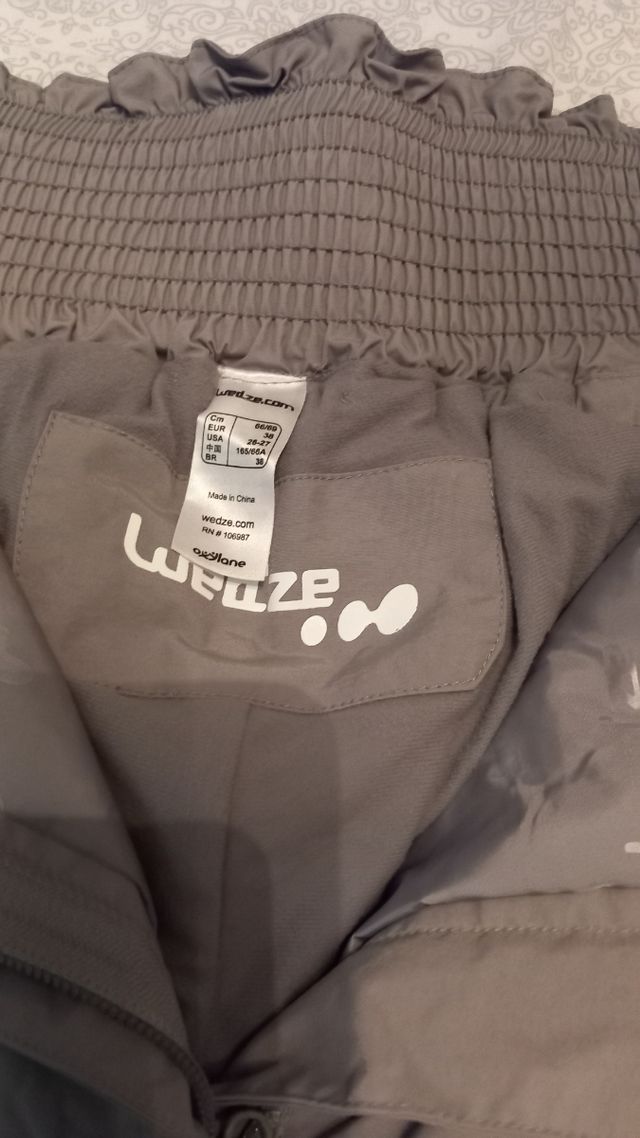 wedze.com
Cm 66/69
EUR 38
USA 26-27
中国 165/66A
BR 36
Made in China
wedze.com
RN # 106987
oxylane
wedze